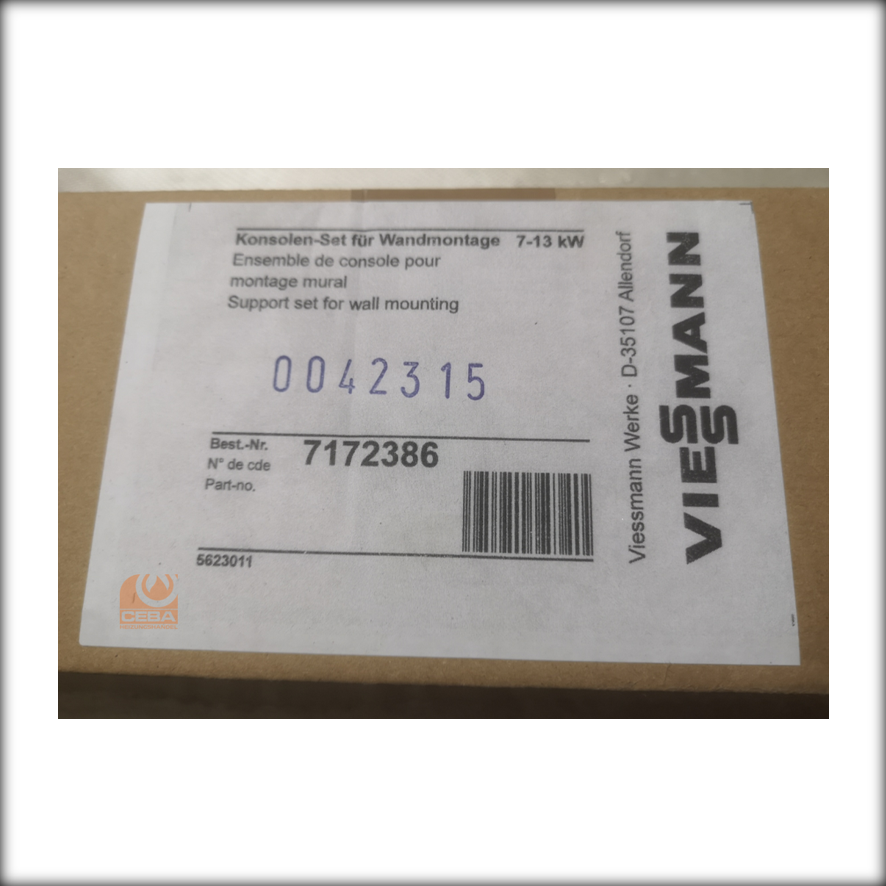 Konsolen-Set für Wandmontage 7-13 kW
Ensemble de console pour
montage mural
Support set for wall mounting
0042315
Best.-Nr. 7172386
N° de cde
Part-no.
5623011
Viessmann Werke · D-35107 Allendorf
VIESSMANN
CEBA